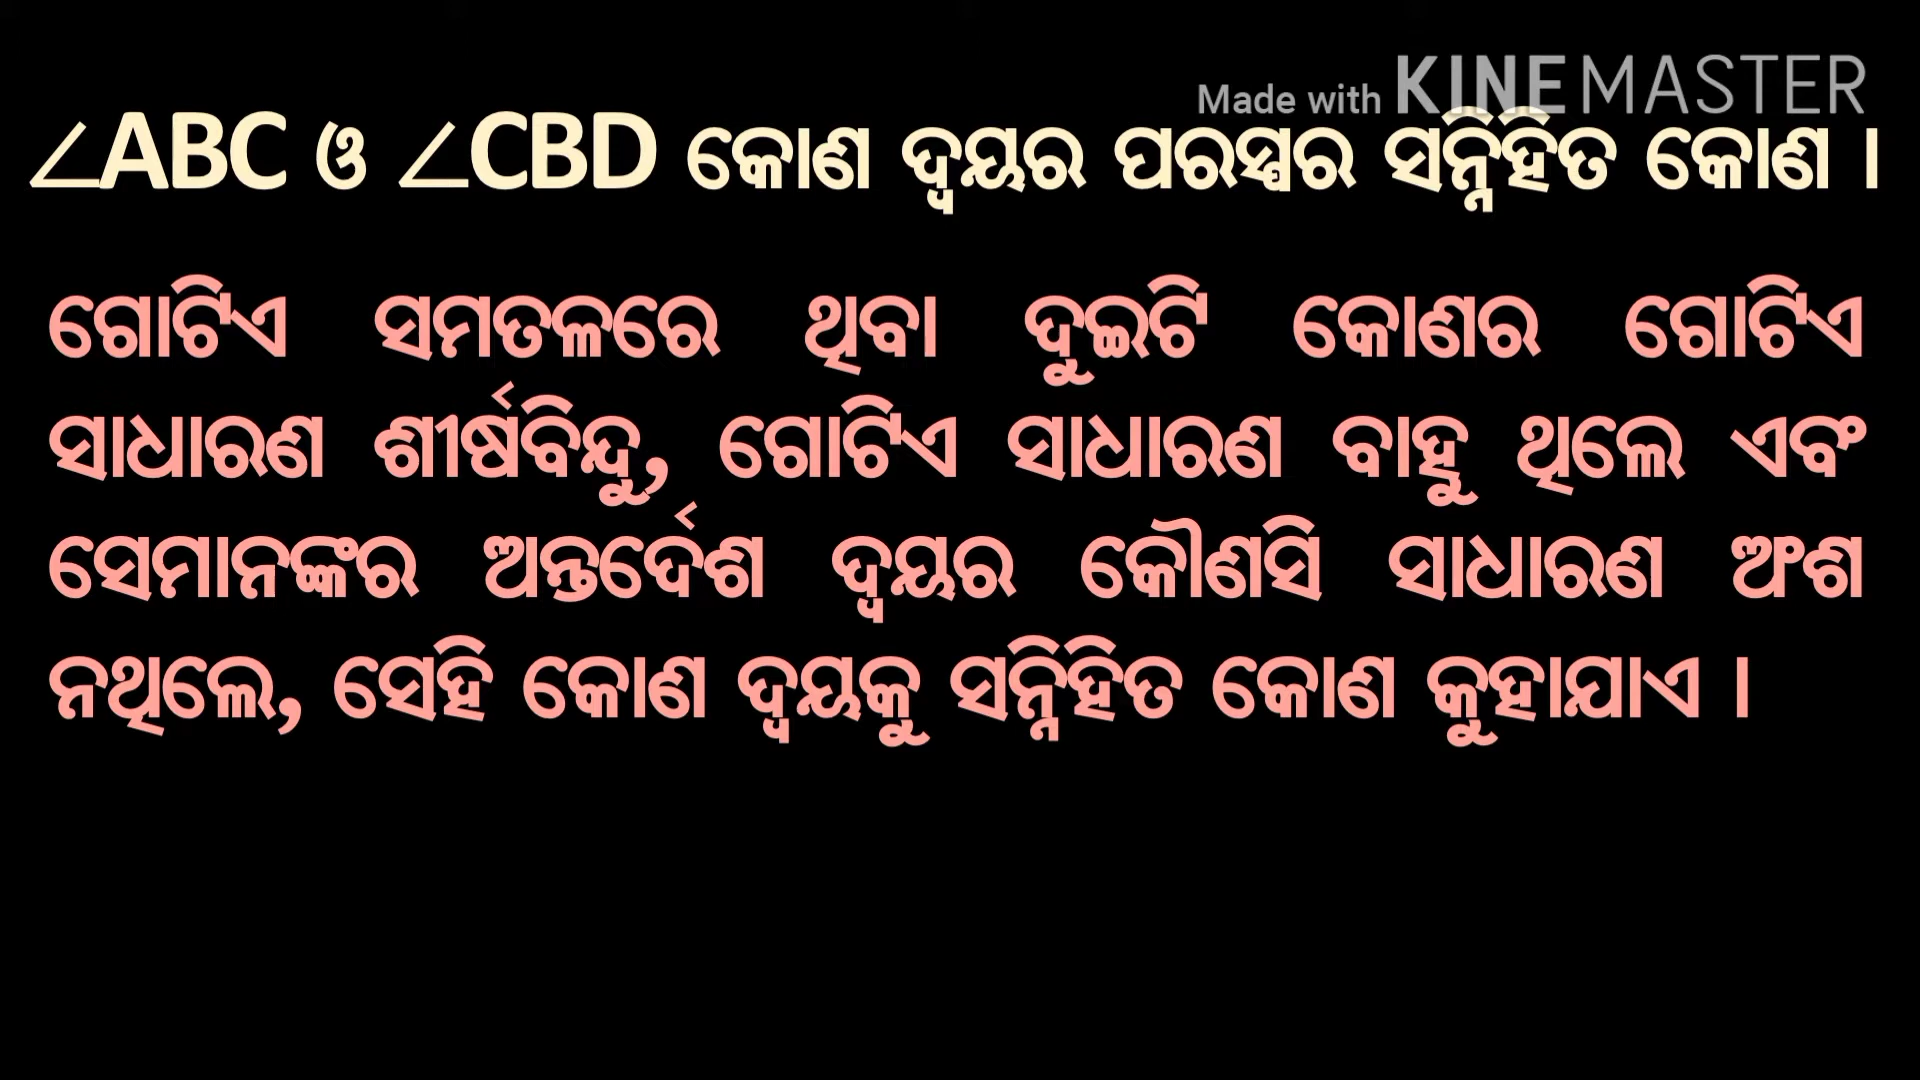 Made with KINEMASTER
∠ABC ଓ ∠CBD କୋଣ ଦ୍ୱୟର ପରସ୍ପର ସନ୍ନିହିତ କୋଣ ।
ଗୋଟିଏ ସମତଳରେ ଥିବା ଦୁଇଟି କୋଣର ଗୋଟିଏ
ସାଧାରଣ ଶୀର୍ଷବିନ୍ଦୁ, ଗୋଟିଏ ସାଧାରଣ ବାହୁ ଥିଲେ ଏବଂ
ସେମାନଙ୍କର ଅନ୍ତର୍ଦେଶ ଦ୍ୱୟର କୌଣସି ସାଧାରଣ ଅଂଶ
ନଥିଲେ, ସେହି କୋଣ ଦ୍ୱୟକୁ ସନ୍ନିହିତ କୋଣ କୁହାଯାଏ ।